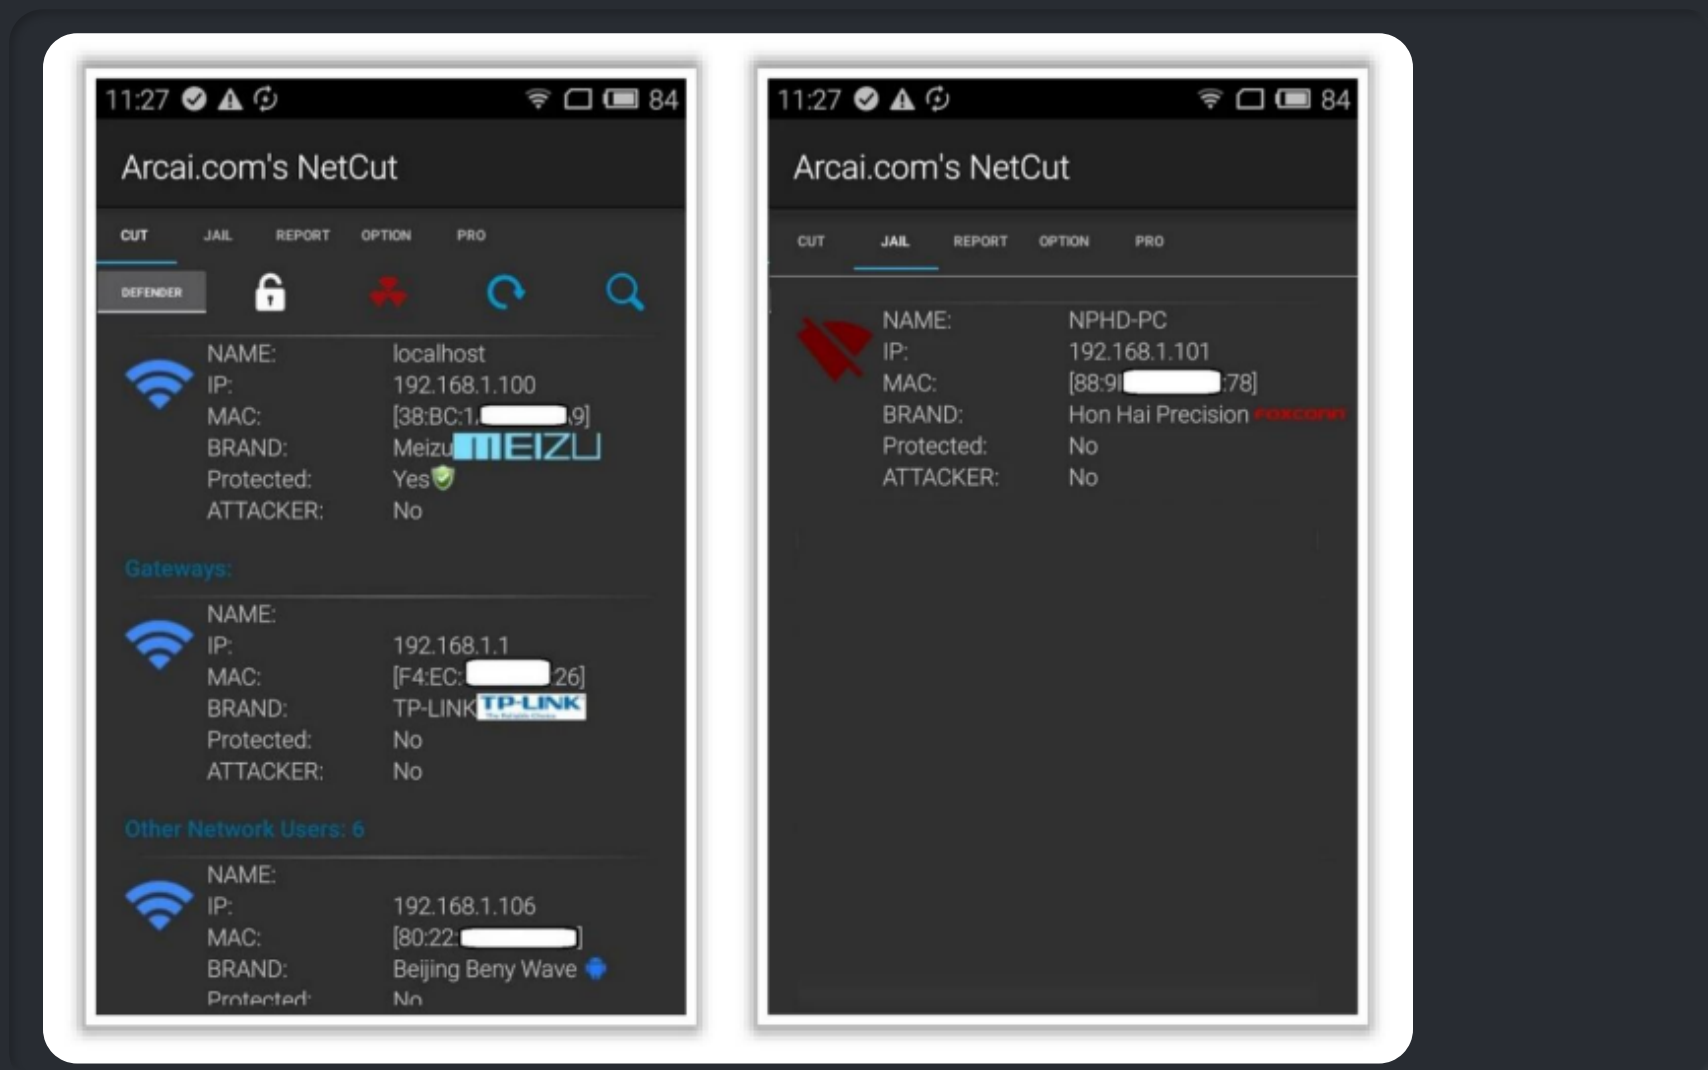 11:27 84
Arcai.com's NetCut
CUT JAIL REPORT OPTION PRO
DEFENDER
NAME: localhost
IP: 192.168.1.100
MAC: [38:BC:1 9]
BRAND: Meizu MEIZU
Protected: Yes
ATTACKER: No
Gateways:
NAME:
IP: 192.168.1.1
MAC: [F4:EC: 26]
BRAND: TP-LINK TP-LINK
The Reliable Choice
Protected: No
ATTACKER: No
Other Network Users: 6
NAME:
IP: 192.168.1.106
MAC: [80:22: ]
BRAND: Beijing Beny Wave
Protected: No
11:27 84
Arcai.com's NetCut
CUT JAIL REPORT OPTION PRO
NAME: NPHD-PC
IP: 192.168.1.101
MAC: [88:9 :78]
BRAND: Hon Hai Precision FOXCONN
Protected: No
ATTACKER: No